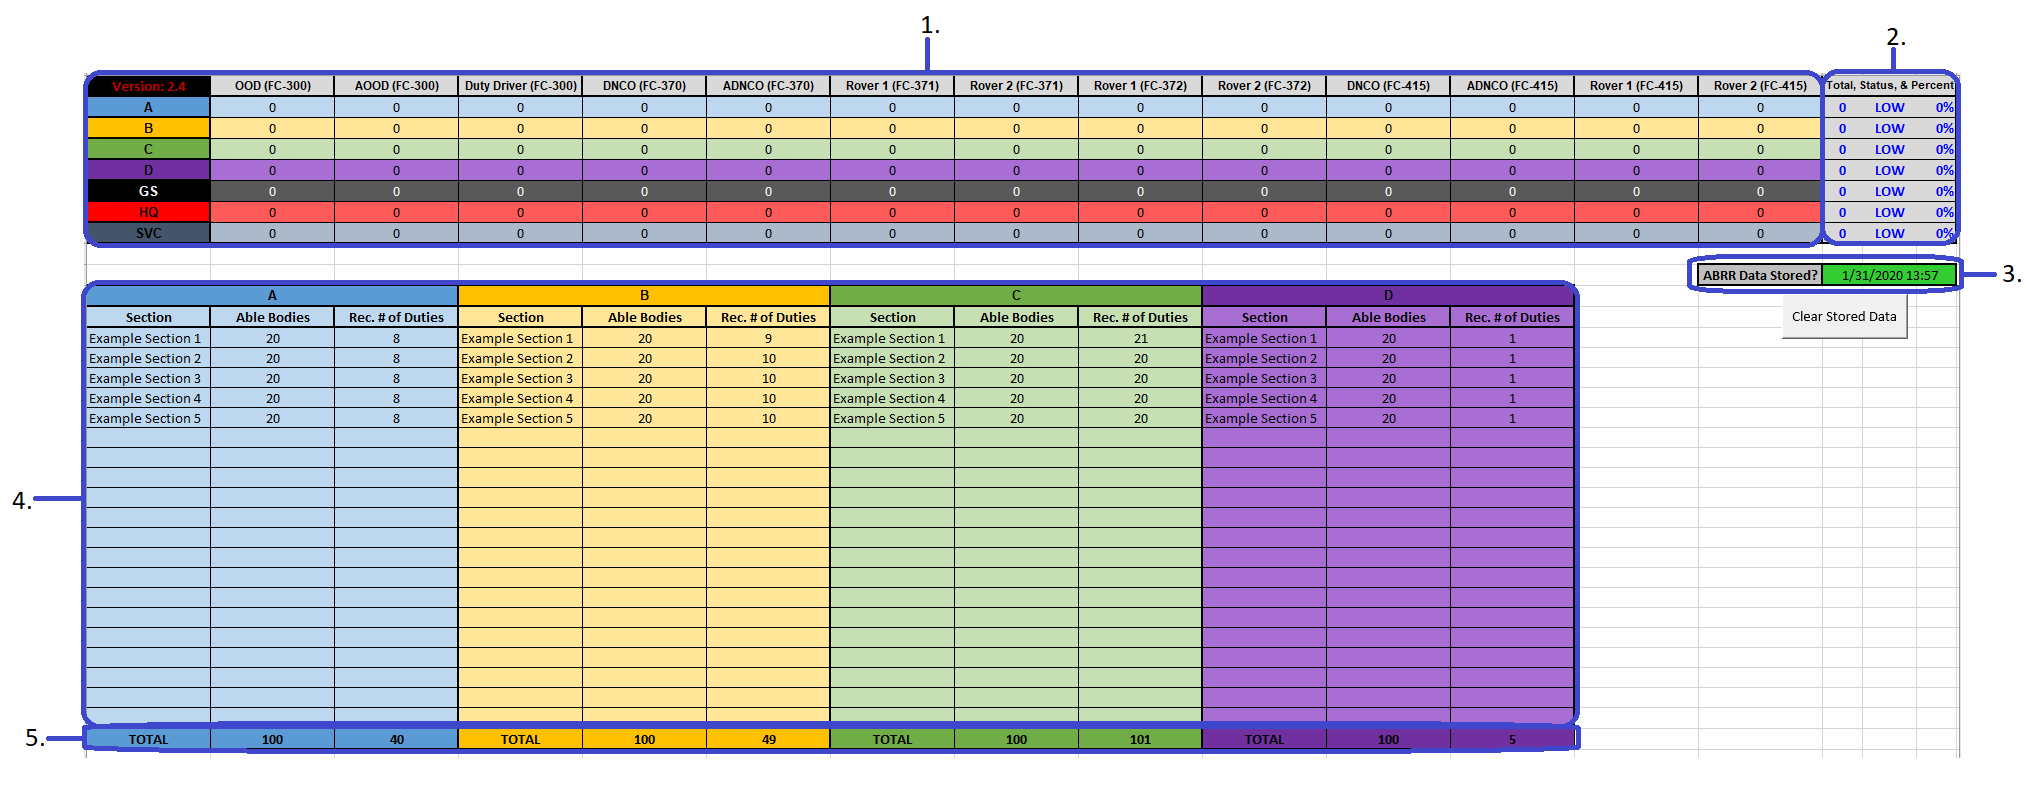 1.
2.
Version: 2.4 OOD (FC-300) AOOD (FC-300) Duty Driver (FC-300) DNCO (FC-370) ADNCO (FC-370) Rover 1 (FC-371) Rover 2 (FC-371) Rover 1 (FC-372) Rover 2 (FC-372) DNCO (FC-415) ADNCO (FC-415) Rover 1 (FC-415) Rover 2 (FC-415) Total, Status, & Percent
A 0 0 0 0 0 0 0 0 0 0 0 0 0 0 LOW 0%
B 0 0 0 0 0 0 0 0 0 0 0 0 0 0 LOW 0%
C 0 0 0 0 0 0 0 0 0 0 0 0 0 0 LOW 0%
D 0 0 0 0 0 0 0 0 0 0 0 0 0 0 LOW 0%
GS 0 0 0 0 0 0 0 0 0 0 0 0 0 0 LOW 0%
HQ 0 0 0 0 0 0 0 0 0 0 0 0 0 0 LOW 0%
SVC 0 0 0 0 0 0 0 0 0 0 0 0 0 0 LOW 0%
ABRR Data Stored? 1/31/2020 13:57 3.
A B C D
Section Able Bodies Rec. # of Duties Section Able Bodies Rec. # of Duties Section Able Bodies Rec. # of Duties Section Able Bodies Rec. # of Duties
Clear Stored Data
Example Section 1 20 8 Example Section 1 20 9 Example Section 1 20 21 Example Section 1 20 1
Example Section 2 20 8 Example Section 2 20 10 Example Section 2 20 20 Example Section 2 20 1
Example Section 3 20 8 Example Section 3 20 10 Example Section 3 20 20 Example Section 3 20 1
Example Section 4 20 8 Example Section 4 20 10 Example Section 4 20 20 Example Section 4 20 1
Example Section 5 20 8 Example Section 5 20 10 Example Section 5 20 20 Example Section 5 20 1
4.
5. TOTAL 100 40 TOTAL 100 49 TOTAL 100 101 TOTAL 100 5